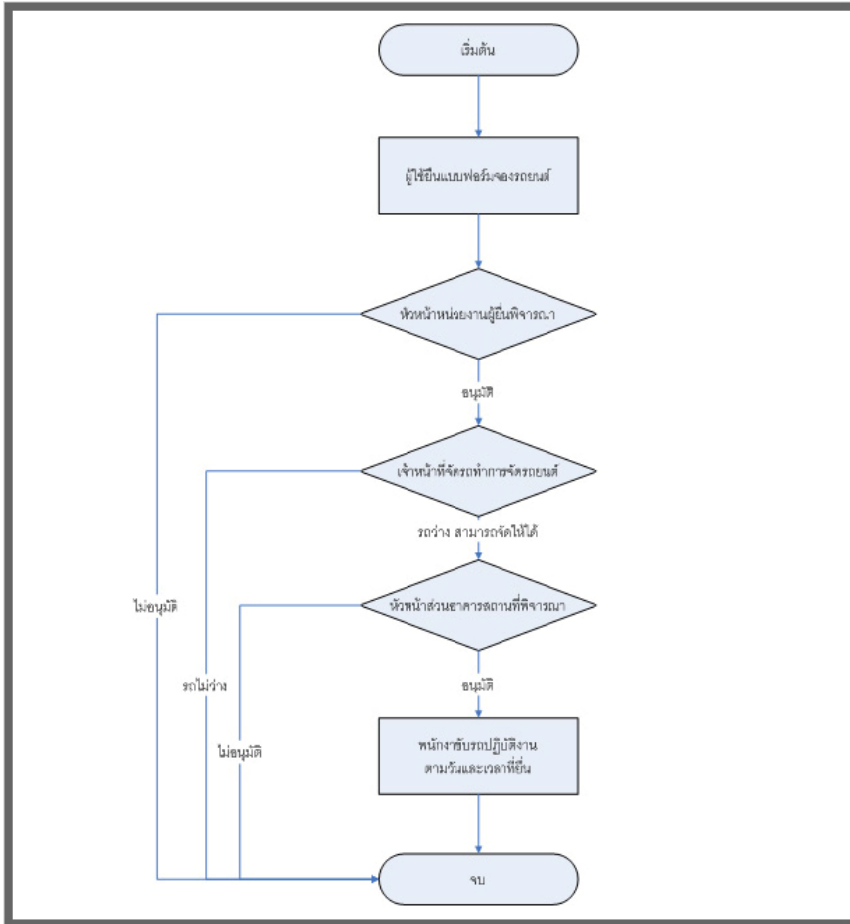 เริ่มต้น
ผู้ใช้ยื่นแบบฟอร์มจองรถยนต์
หัวหน้าหน่วยงานผู้ยื่นพิจารณา
อนุมัติ
เจ้าหน้าที่จัดรถทำการจัดรถยนต์
รถว่าง สามารถจัดให้ได้
ไม่อนุมัติ
หัวหน้าส่วนอาคารสถานที่พิจารณา
รถไม่ว่าง
อนุมัติ
ไม่อนุมัติ
พนักงาขับรถปฏิบัติงาน
ตามวันและเวลาที่ยื่น
จบ